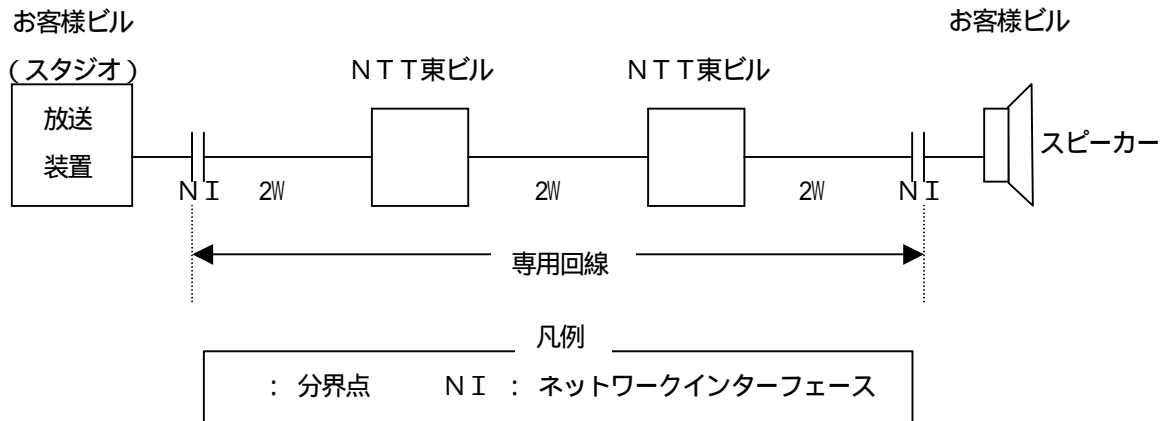 お客様ビル
(スタジオ)
放送
装置
ＮＴＴ東ビル
ＮＴＴ東ビル
お客様ビル
スピーカー
ＮＩ 2W 2W 2W ＮＩ
専用回線
凡例
：分界点 ＮＩ：ネットワークインターフェース